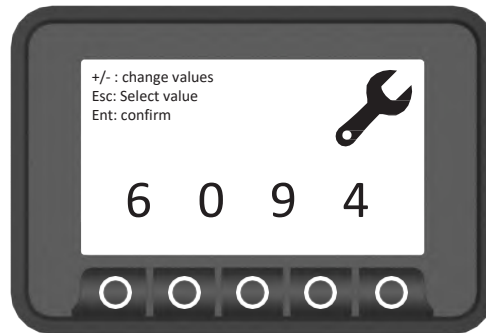 +/- : change values
Esc: Select value
Ent: confirm
6 0 9 4